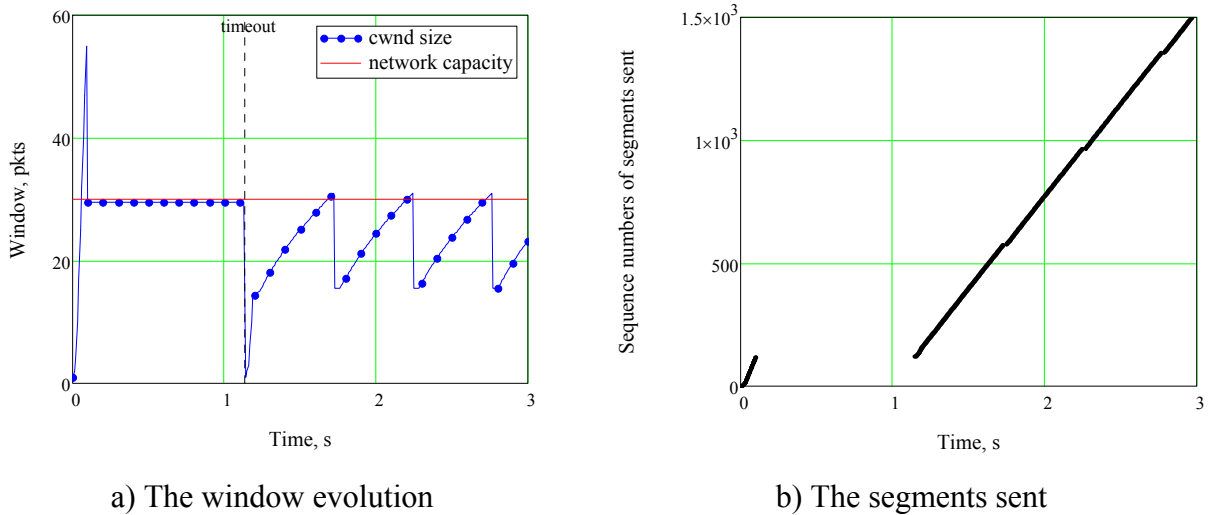 60
40
20
0
Window, pkts
timeout
cwnd size
network capacity
0 1 2 3
Time, s
a) The window evolution
1.5×10³
1×10³
500
0
Sequence numbers of segments sent
0 1 2 3
Time, s
b) The segments sent